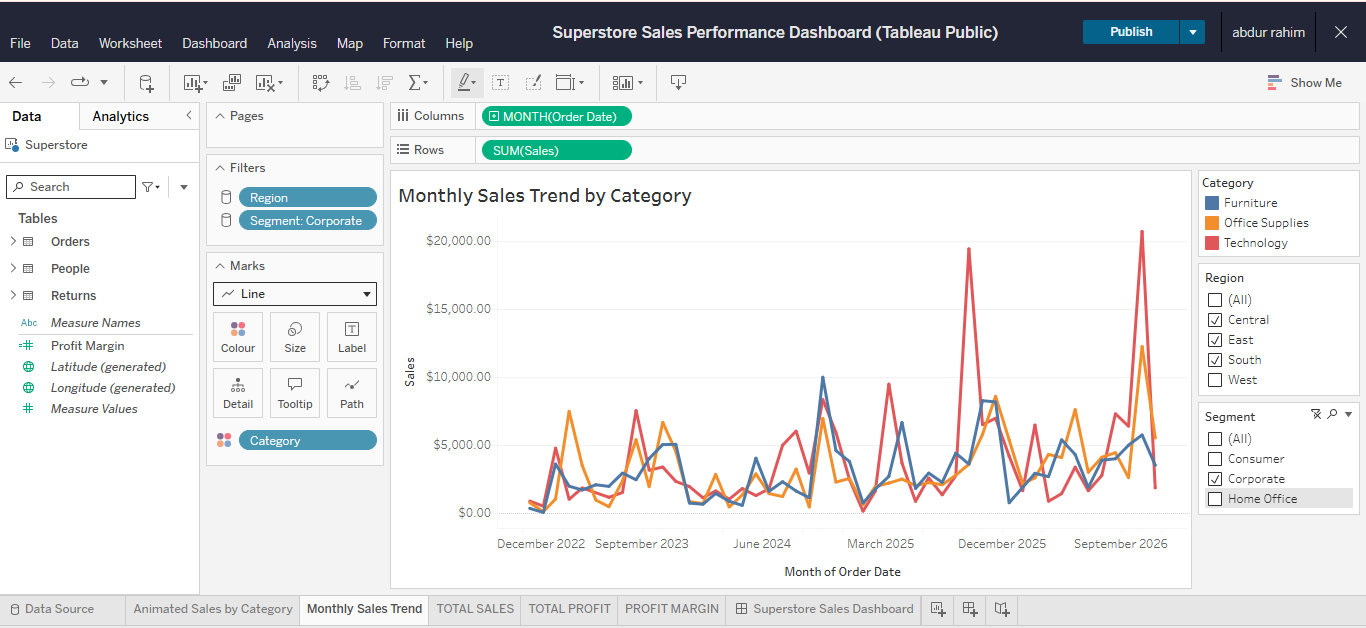 Superstore Sales Performance Dashboard (Tableau Public)
Publish
abdur rahim
File Data Worksheet Dashboard Analysis Map Format Help
Show Me
Data Analytics
Superstore
Search
Tables
Orders
People
Returns
Abc Measure Names
Profit Margin
Latitude (generated)
Longitude (generated)
Measure Values
Pages
Filters
Region
Segment: Corporate
Marks
Line
Colour Size Label
Detail Tooltip Path
Category
Columns MONTH(Order Date)
Rows SUM(Sales)
Monthly Sales Trend by Category
Sales
$20,000.00
$15,000.00
$10,000.00
$5,000.00
$0.00
December 2022 September 2023 June 2024 March 2025 December 2025 September 2026
Month of Order Date
Category
Furniture
Office Supplies
Technology
Region
(All)
Central
East
South
West
Segment
(All)
Consumer
Corporate
Home Office
Data Source Animated Sales by Category Monthly Sales Trend TOTAL SALES TOTAL PROFIT PROFIT MARGIN Superstore Sales Dashboard